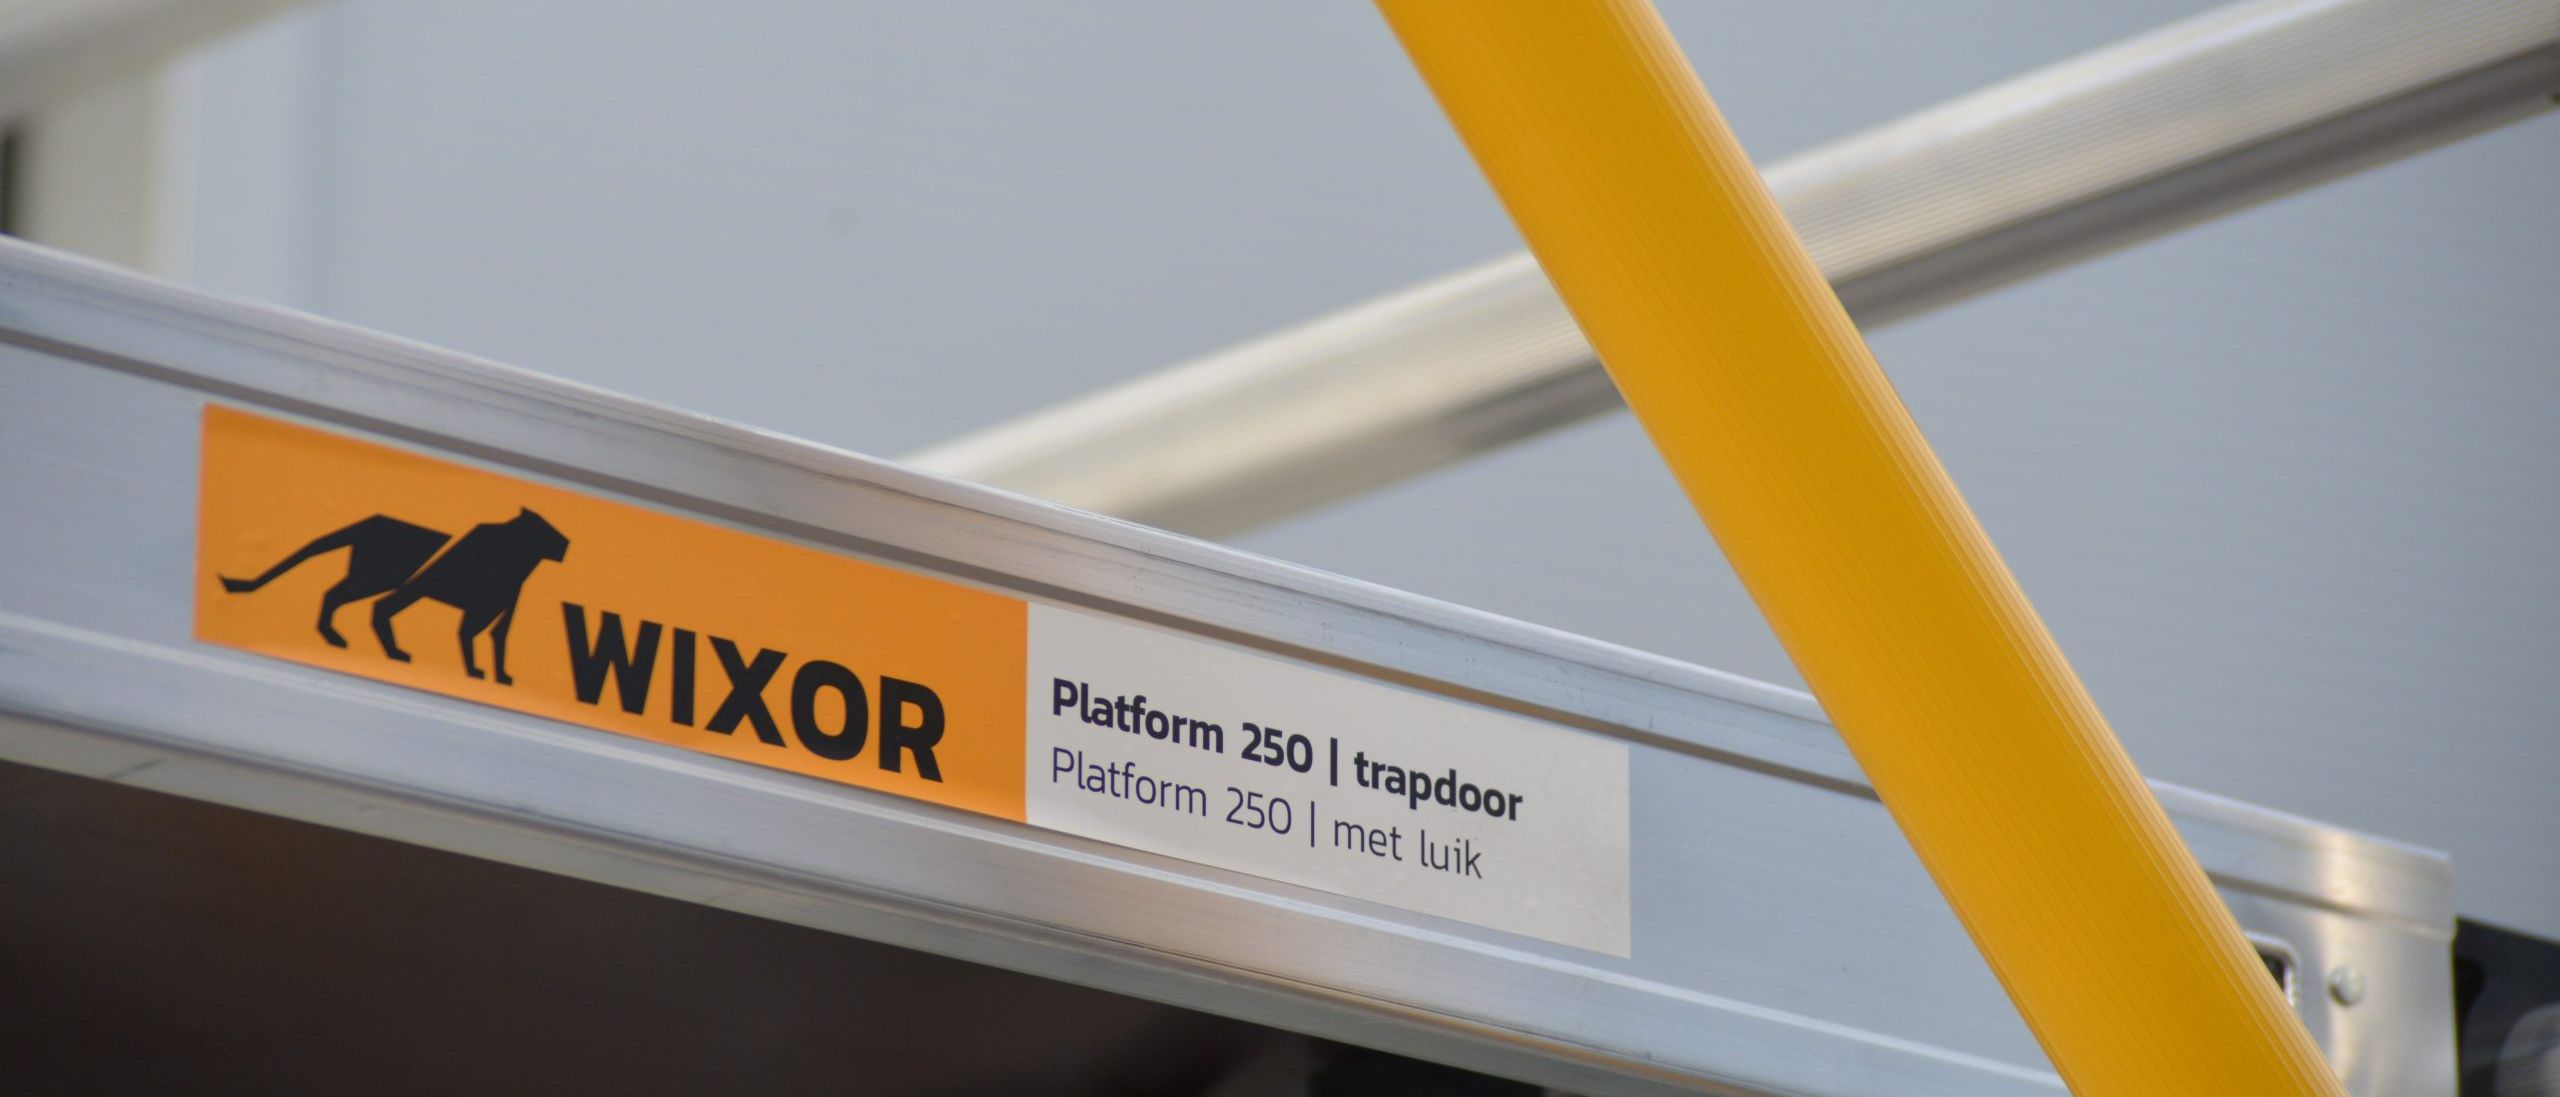 WIXOR
Platform 250 | trapdoor
Platform 250 | met luik